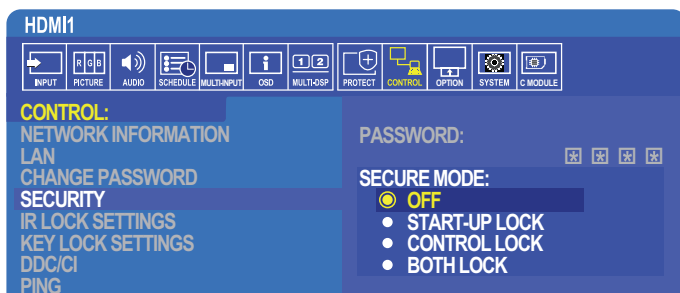 HDMI1
INPUT RGB PICTURE AUDIO SCHEDULE MULTI-INPUT OSD 12 MULTI-DSP PROTECT CONTROL OPTION SYSTEM C MODULE
CONTROL:
NETWORK INFORMATION
LAN
CHANGE PASSWORD
SECURITY
IR LOCK SETTINGS
KEY LOCK SETTINGS
DDC/CI
PING
PASSWORD:
* * * *
SECURE MODE:
OFF
START-UP LOCK
CONTROL LOCK
BOTH LOCK